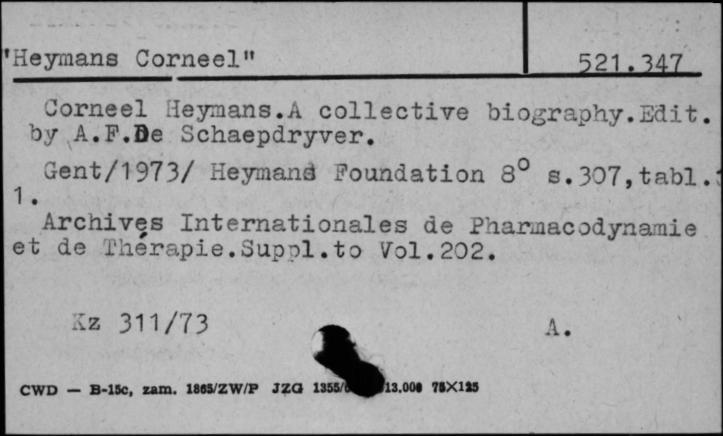 "Heymans Corneel"
521.347
Corneel Heymans.A collective biography.Edit.
by A.F.De Schaepdryver.
Gent/1973/ Heymans Foundation 8° s.307,tabl.
1.
Archives Internationales de Pharmacodynamie
et de Thérapie.Suppl.to Vol.202.
Kz 311/73
A.
CWD — B-15c, zam. 1865/ZW/P JZG 1355/ 13.000 75X125